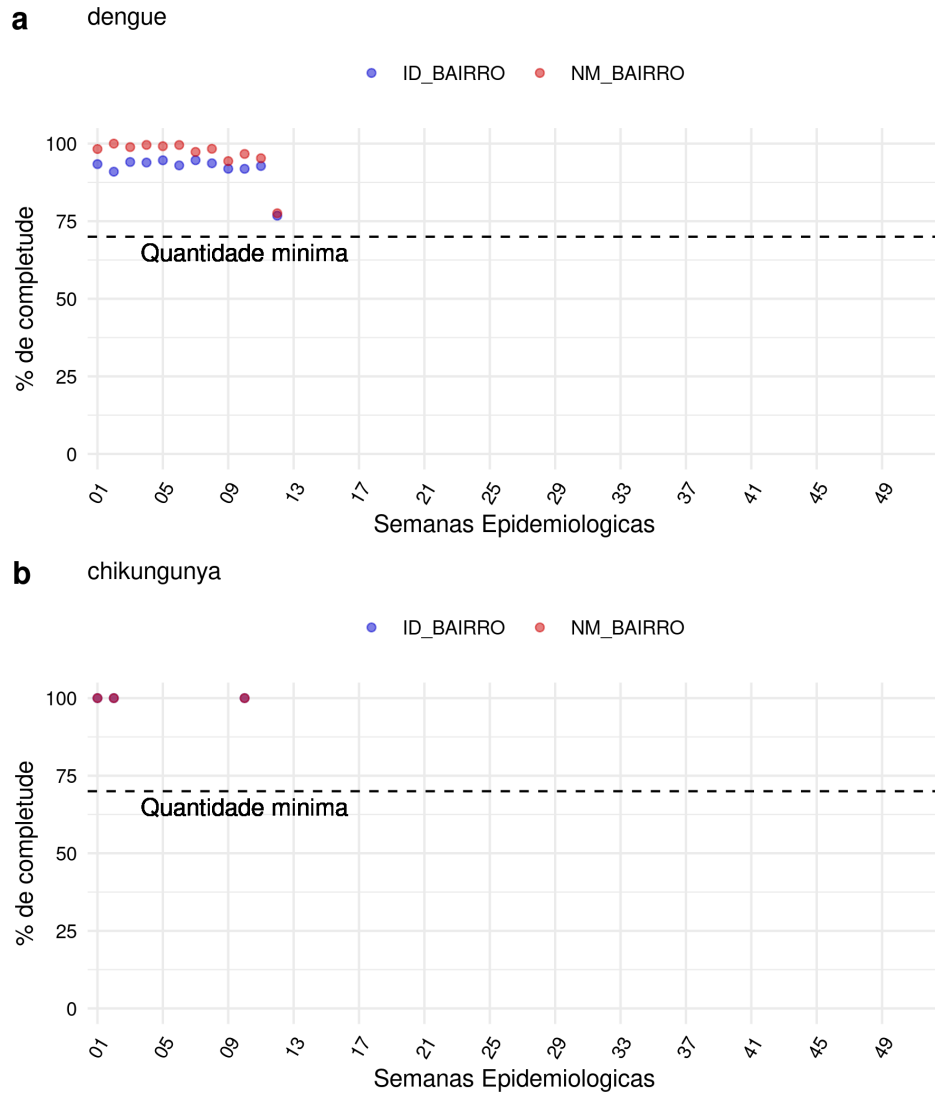 a dengue
ID_BAIRRO NM_BAIRRO
100
75
50
25
0
% de completude
Quantidade minima
01 05 09 13 17 21 25 29 33 37 41 45 49
Semanas Epidemiologicas
b chikungunya
ID_BAIRRO NM_BAIRRO
100
75
50
25
0
% de completude
Quantidade minima
01 05 09 13 17 21 25 29 33 37 41 45 49
Semanas Epidemiologicas